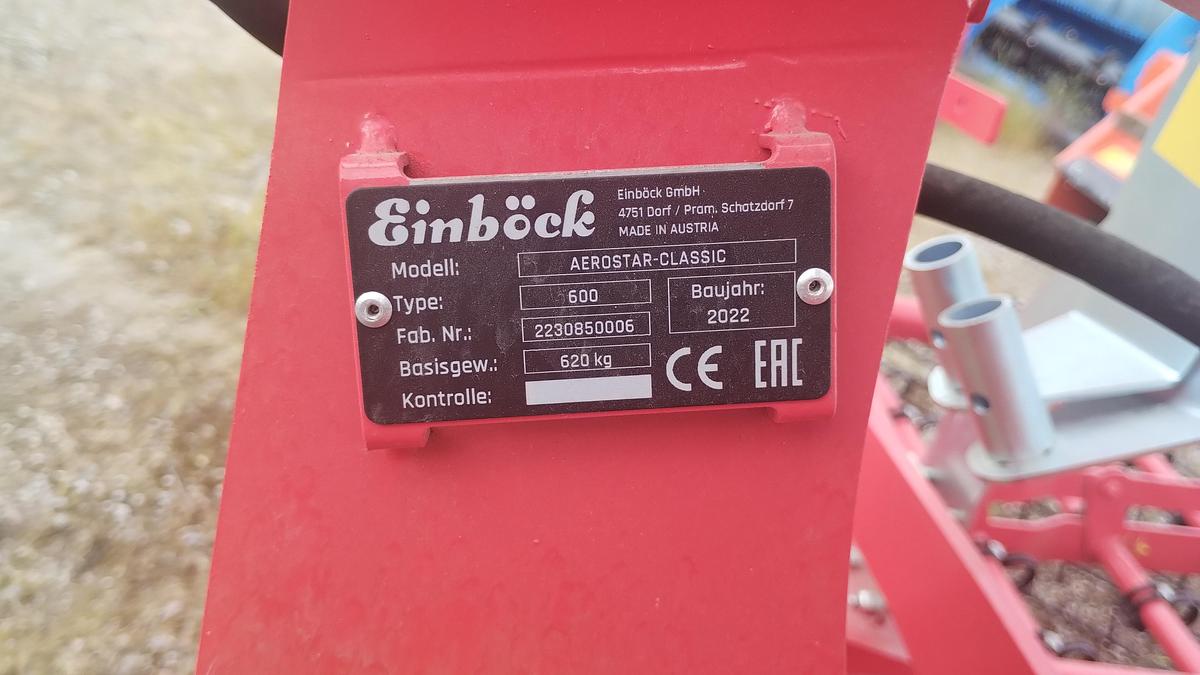 Einböck
Einböck GmbH
4751 Dorf / Pram, Schatzdorf 7
MADE IN AUSTRIA
Modell: AEROSTAR-CLASSIC
Type: 600
Baujahr:
2022
Fab. Nr.: 2230850006
Basisgew.: 620 kg
Kontrolle:
CE EAC